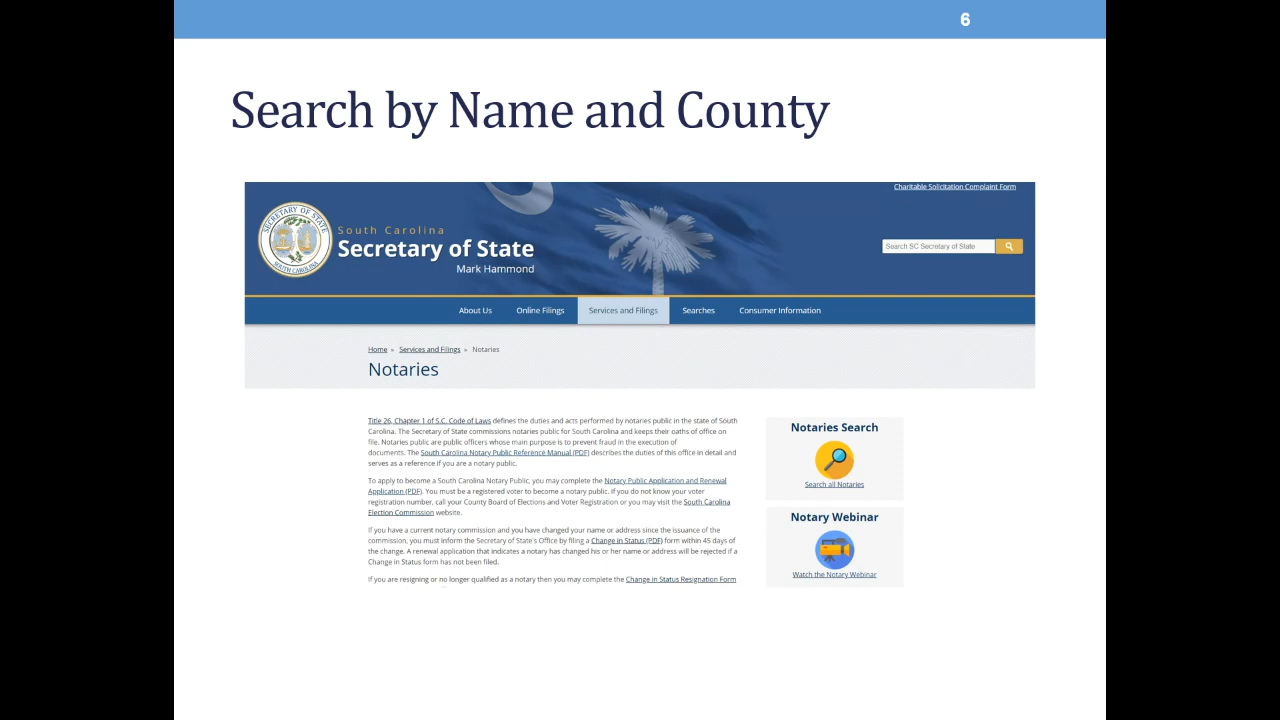 6
Search by Name and County
Charitable Solicitation Complaint Form
SECRETARY OF STATE
SOUTH CAROLINA
South Carolina
Secretary of State
Mark Hammond
Search SC Secretary of State
About Us Online Filings Services and Filings Searches Consumer Information
Home » Services and Filings » Notaries
Notaries
Title 26, Chapter 1 of S.C. Code of Laws defines the duties and acts performed by notaries public in the state of South
Carolina. The Secretary of State commissions notaries public for South Carolina and keeps their oaths of office on
file. Notaries public are public officers whose main purpose is to prevent fraud in the execution of
documents. The South Carolina Notary Public Reference Manual (PDF) describes the duties of this office in detail and
serves as a reference if you are a notary public.
To apply to become a South Carolina Notary Public, you may complete the Notary Public Application and Renewal
Application (PDF). You must be a registered voter to become a notary public. If you do not know your voter
registration number, call your County Board of Elections and Voter Registration or you may visit the South Carolina
Election Commission website.
If you have a current notary commission and you have changed your name or address since the issuance of the
commission, you must inform the Secretary of State's Office by filing a Change in Status (PDF) form within 45 days of
the change. A renewal application that indicates a notary has changed his or her name or address will be rejected if a
Change in Status form has not been filed.
If you are resigning or no longer qualified as a notary then you may complete the Change in Status Resignation Form
Notaries Search
Search all Notaries
Notary Webinar
Watch the Notary Webinar